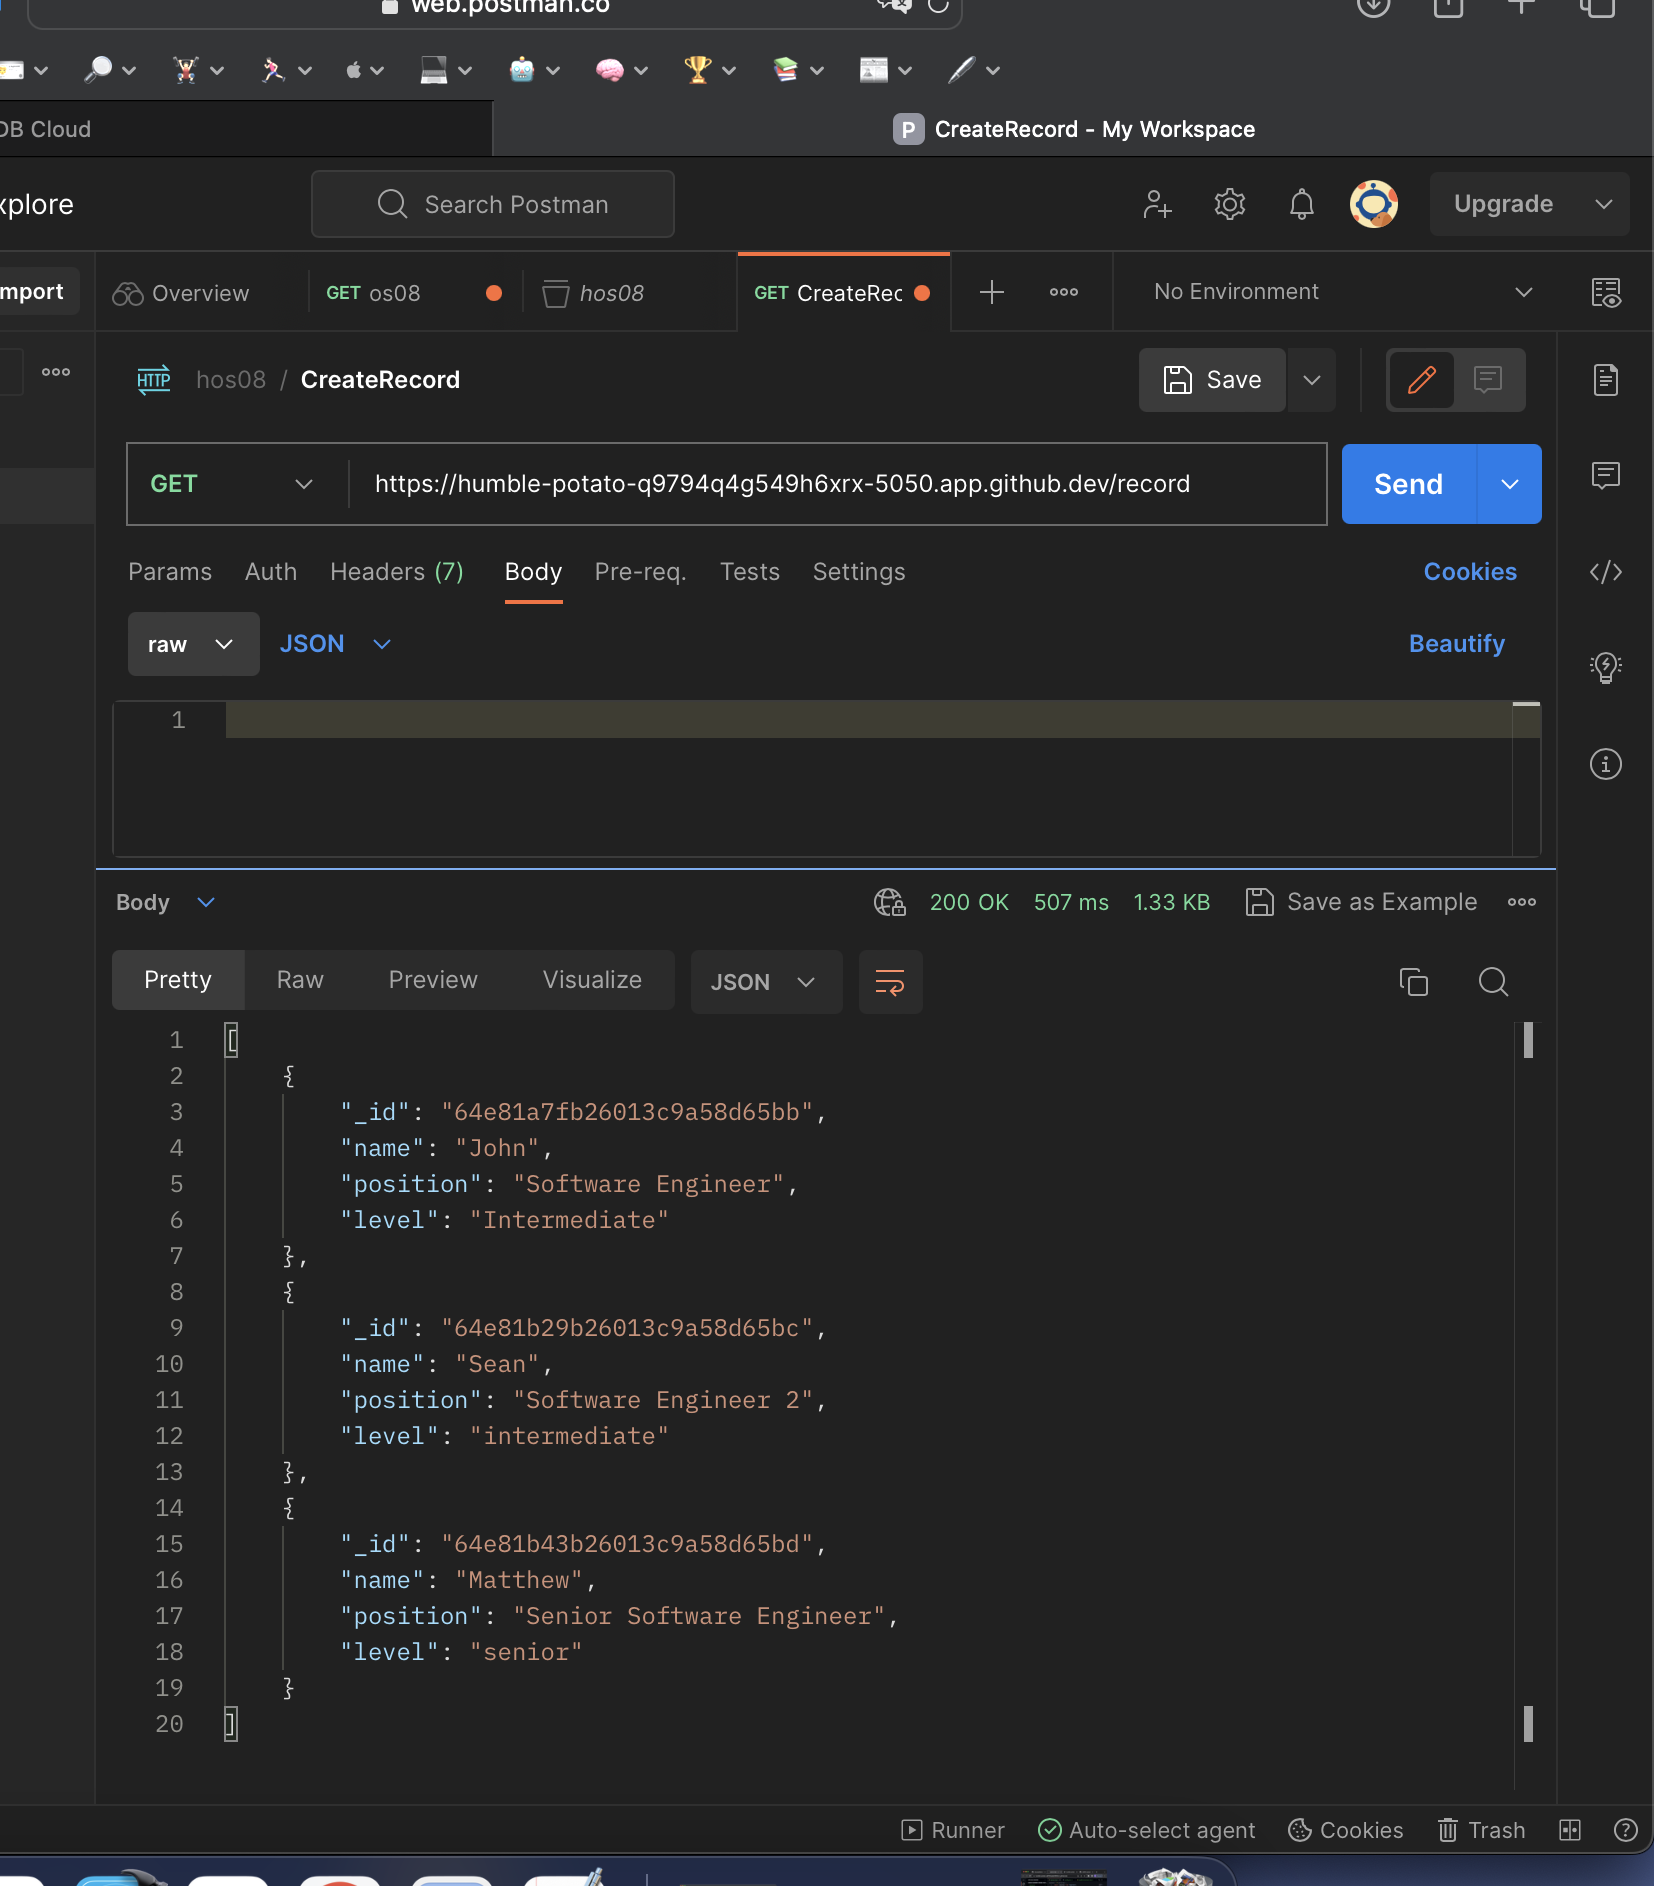 web.postman.co
DB Cloud
P CreateRecord - My Workspace
xplore
Search Postman
Upgrade
mport
Overview
GET os08
hos08
GET CreateRec
No Environment
HTTP hos08 / CreateRecord
Save
GET
https://humble-potato-q9794q4g549h6xrx-5050.app.github.dev/record
Send
Params Auth Headers (7) Body Pre-req. Tests Settings Cookies
raw JSON Beautify
1
Body 200 OK 507 ms 1.33 KB Save as Example
Pretty Raw Preview Visualize JSON
1 [
2 {
3 "_id": "64e81a7fb26013c9a58d65bb",
4 "name": "John",
5 "position": "Software Engineer",
6 "level": "Intermediate"
7 },
8 {
9 "_id": "64e81b29b26013c9a58d65bc",
10 "name": "Sean",
11 "position": "Software Engineer 2",
12 "level": "intermediate"
13 },
14 {
15 "_id": "64e81b43b26013c9a58d65bd",
16 "name": "Matthew",
17 "position": "Senior Software Engineer",
18 "level": "senior"
19 }
20 ]
Runner Auto-select agent Cookies Trash